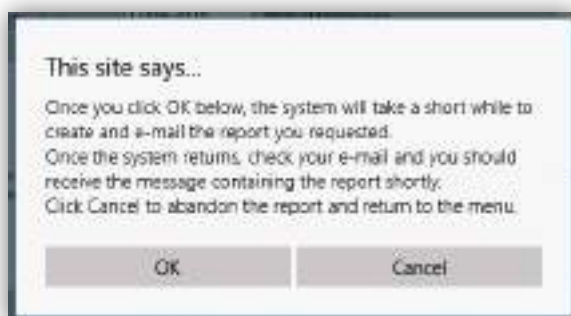 This site says...
Once you click OK below, the system will take a short while to
create and e-mail the report you requested.
Once the system returns, check your e-mail and you should
receive the message containing the report shortly.
Click Cancel to abandon the report and return to the menu.
OK
Cancel